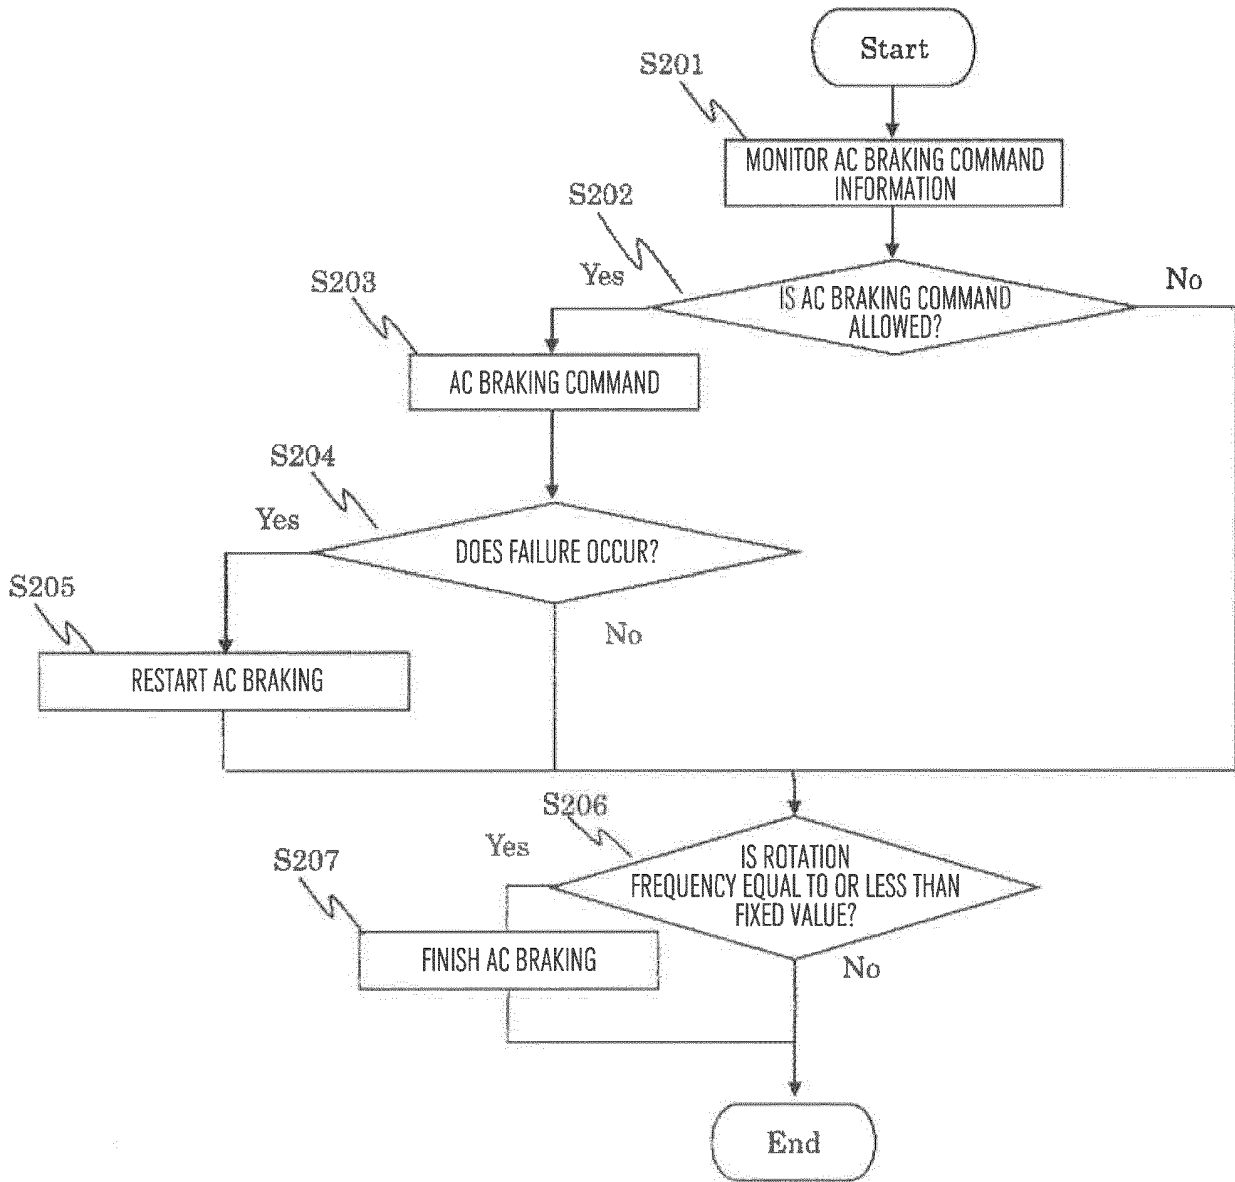 Start
S201
MONITOR AC BRAKING COMMAND
INFORMATION
S202
Yes
No
IS AC BRAKING COMMAND
ALLOWED?
S203
AC BRAKING COMMAND
S204
Yes
DOES FAILURE OCCUR?
S205
No
RESTART AC BRAKING
S206
Yes
IS ROTATION
FREQUENCY EQUAL TO OR LESS THAN
FIXED VALUE?
S207
FINISH AC BRAKING
No
End